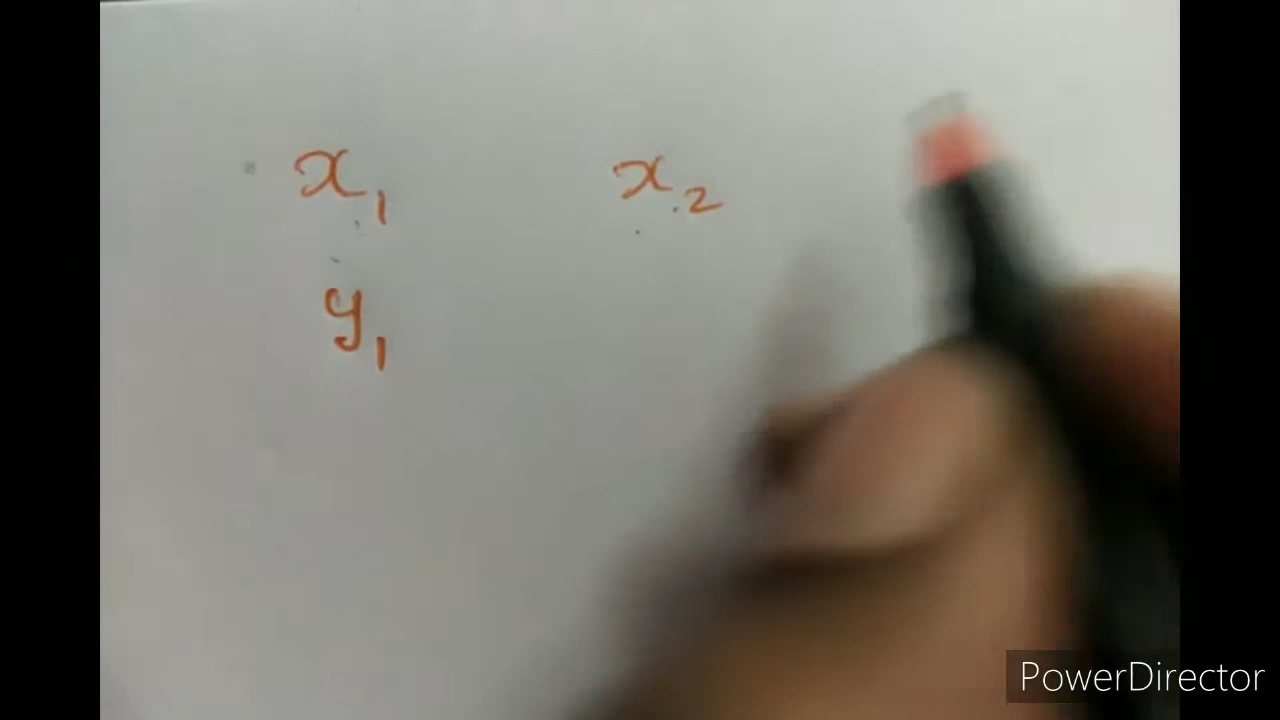 x₁ x₂
y₁
PowerDirector